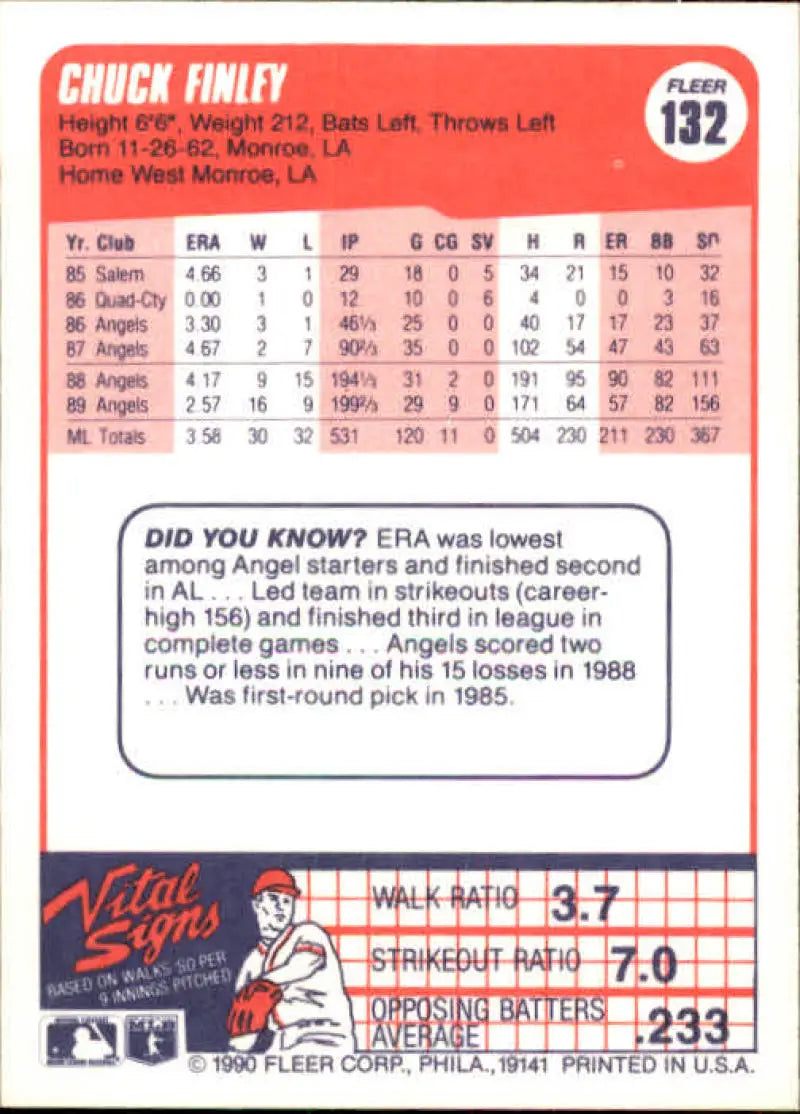 CHUCK FINLEY
FLEER
132
Height 6'6", Weight 212, Bats Left, Throws Left
Born 11-26-62, Monroe, LA
Home West Monroe, LA
Yr. Club ERA W L IP G CG SV H R ER BB SO
85 Salem 4.66 3 1 29 18 0 5 34 21 15 10 32
86 Quad-Cty 0.00 1 0 12 10 0 6 4 0 0 3 16
86 Angels 3.30 3 1 46⅓ 25 0 0 40 17 17 23 37
87 Angels 4.67 2 7 90⅔ 35 0 0 102 54 47 43 63
88 Angels 4.17 9 15 194⅓ 31 2 0 191 95 90 82 111
89 Angels 2.57 16 9 199⅔ 29 9 0 171 64 57 82 156
ML Totals 3.58 30 32 531 120 11 0 504 230 211 230 367
DID YOU KNOW? ERA was lowest
among Angel starters and finished second
in AL . . . Led team in strikeouts (career-
high 156) and finished third in league in
complete games . . . Angels scored two
runs or less in nine of his 15 losses in 1988
. . . Was first-round pick in 1985.
Vital
Signs
BASED ON WALKS SO PER
9 INNINGS PITCHED
WALK RATIO 3.7
STRIKEOUT RATIO 7.0
OPPOSING BATTERS
AVERAGE .233
© 1990 FLEER CORP., PHILA., 19141 PRINTED IN U.S.A.